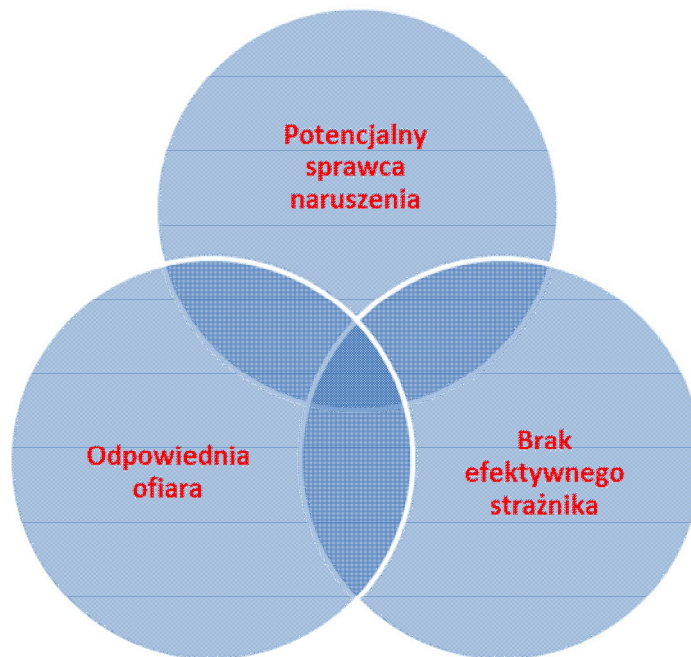 Potencjalny
sprawca
naruszenia
Odpowiednia
ofiara
Brak
efektywnego
strażnika